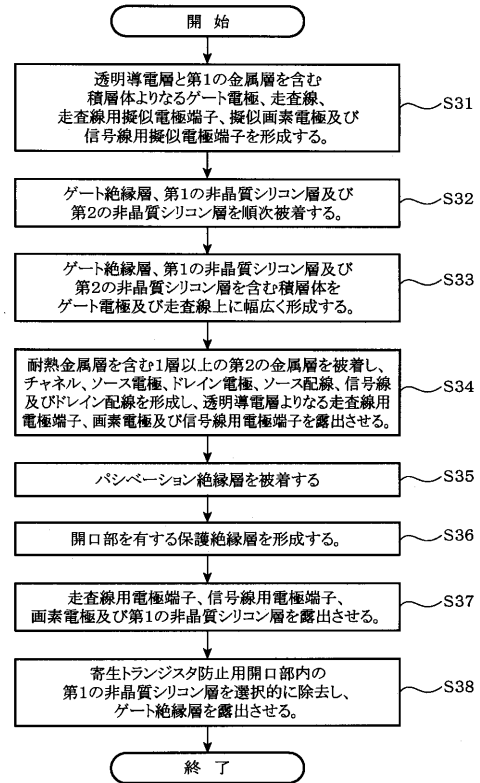 開 始
透明導電層と第1の金属層を含む
積層体よりなるゲート電極、走査線、
走査線用擬似電極端子、擬似画素電極及び
信号線用擬似電極端子を形成する。
S31
ゲート絶縁層、第1の非晶質シリコン層及び
第2の非晶質シリコン層を順次被着する。
S32
ゲート絶縁層、第1の非晶質シリコン層及び
第2の非晶質シリコン層を含む積層体を
ゲート電極及び走査線上に幅広く形成する。
S33
耐熱金属層を含む1層以上の第2の金属層を被着し、
チャネル、ソース電極、ドレイン電極、ソース配線、信号線
及びドレイン配線を形成し、透明導電層よりなる走査線用
電極端子、画素電極及び信号線用電極端子を露出させる。
S34
パシベーション絶縁層を被着する
S35
開口部を有する保護絶縁層を形成する。
S36
走査線用電極端子、信号線用電極端子、
画素電極及び第1の非晶質シリコン層を露出させる。
S37
寄生トランジスタ防止用開口部内の
第1の非晶質シリコン層を選択的に除去し、
ゲート絶縁層を露出させる。
S38
終 了